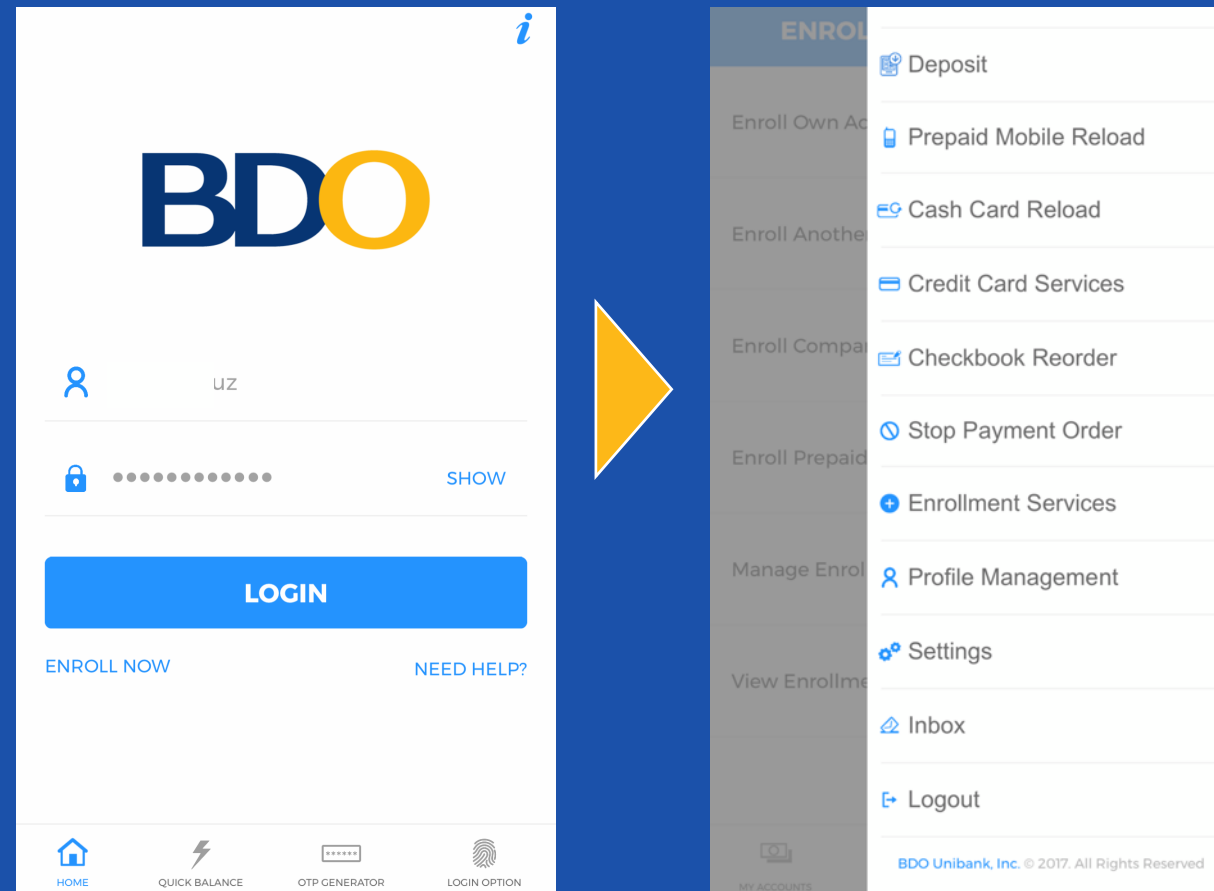 i
BDO
uz
SHOW
LOGIN
ENROLL NOW
NEED HELP?
HOME
QUICK BALANCE
OTP GENERATOR
LOGIN OPTION
ENROL
Enroll Own Ac
Enroll Anothe
Enroll Compa
Enroll Prepaid
Manage Enrol
View Enrollme
MY ACCOUNTS
Deposit
Prepaid Mobile Reload
Cash Card Reload
Credit Card Services
Checkbook Reorder
Stop Payment Order
Enrollment Services
Profile Management
Settings
Inbox
Logout
BDO Unibank, Inc. © 2017. All Rights Reserved